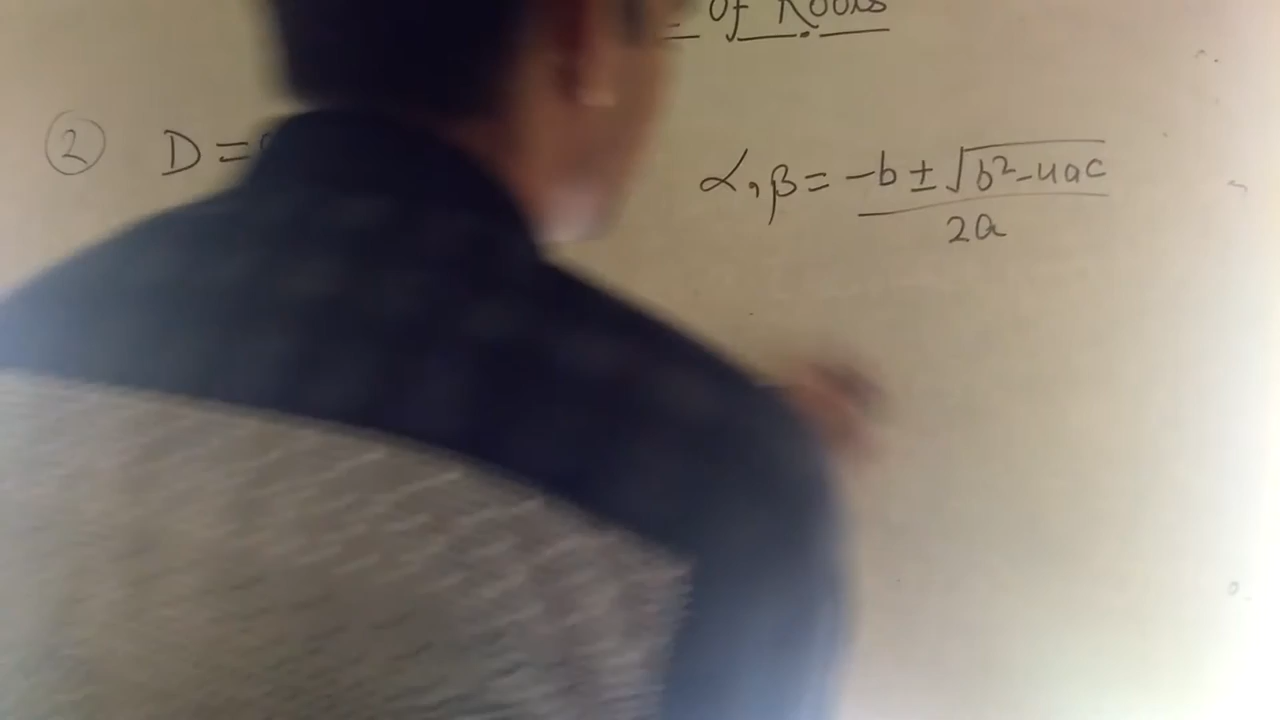 of Roots
② D =
α, β = -b ± √b²-4ac
2a